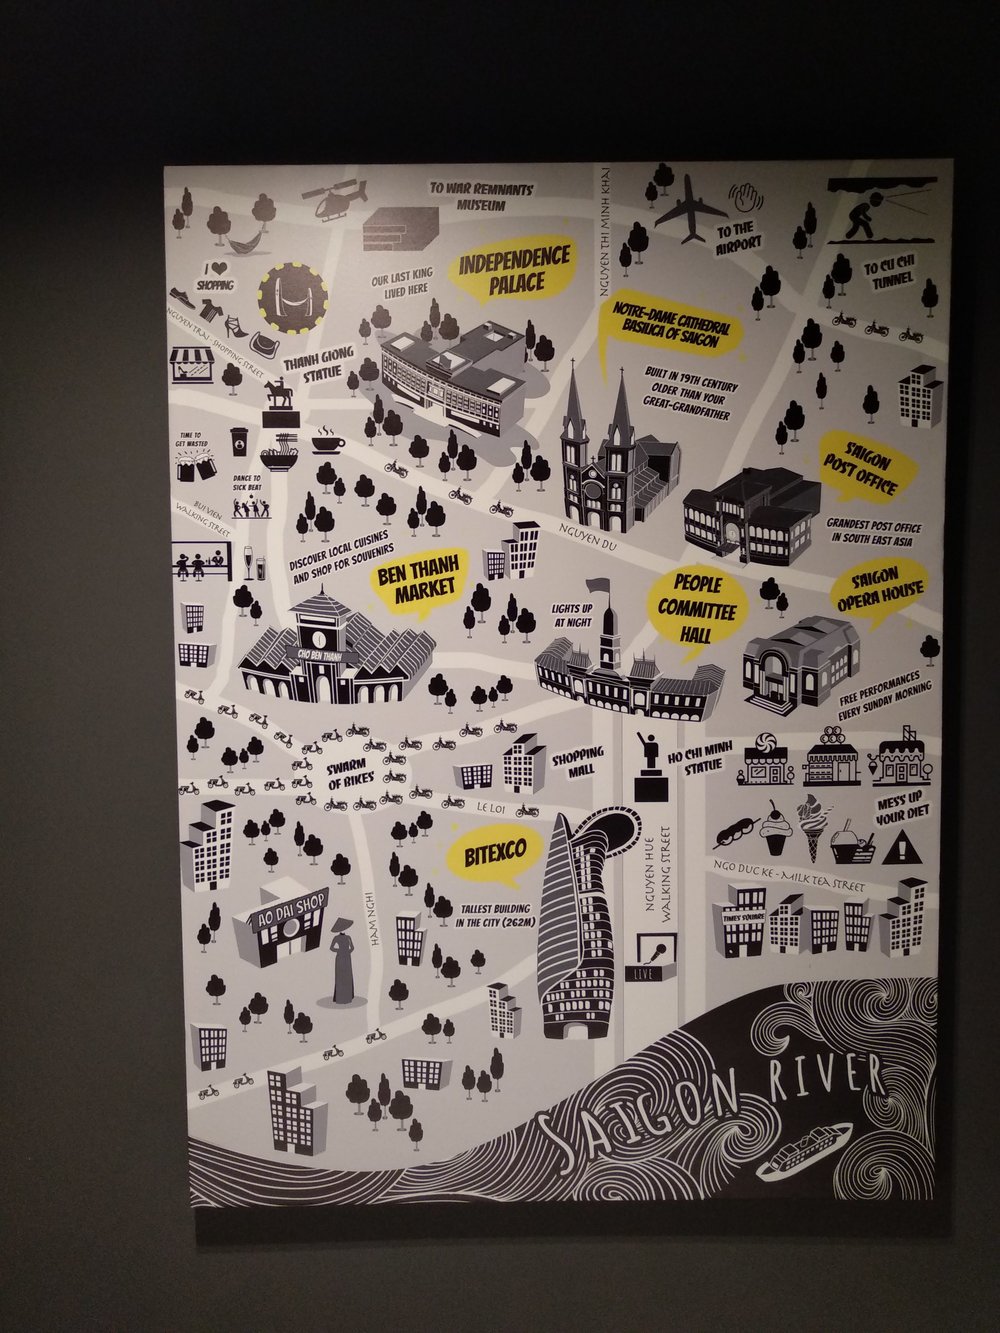 TO WAR REMNANTS
MUSEUM
NGUYEN THI MINH KHAI
TO THE
AIRPORT
TO CU CHI
TUNNEL
I ❤
SHOPPING
OUR LAST KING
LIVED HERE
INDEPENDENCE
PALACE
NGUYEN TRAI - SHOPPING STREET
THANH GIONG
STATUE
NOTRE-DAME CATHEDRAL
BASILICA OF SAIGON
BUILT IN 19TH CENTURY
OLDER THAN YOUR
GREAT-GRANDFATHER
TIME TO
GET WASTED
DANCE TO
SICK BEAT
BUI VIEN
WALKING STREET
SAIGON
POST OFFICE
GRANDEST POST OFFICE
IN SOUTH EAST ASIA
NGUYEN DU
DISCOVER LOCAL CUISINES
AND SHOP FOR SOUVENIRS
BEN THANH
MARKET
CHO BEN THANH
LIGHTS UP
AT NIGHT
PEOPLE
COMMITTEE
HALL
SAIGON
OPERA HOUSE
FREE PERFORMANCES
EVERY SUNDAY MORNING
SWARM
OF BIKES
SHOPPING
MALL
HO CHI MINH
STATUE
LE LOI
MESS UP
YOUR DIET
BITEXCO
TALLEST BUILDING
IN THE CITY (262M)
NGUYEN HUE
WALKING STREET
NGO DUC KE - MILK TEA STREET
AO DAI SHOP
HAM NGHI
TIMES SQUARE
LIVE
SAIGON RIVER